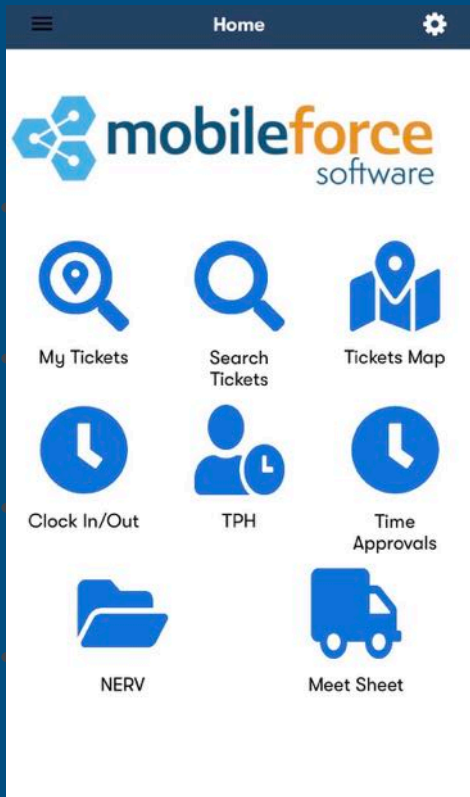 Home
mobileforce
software
My Tickets
Search
Tickets
Tickets Map
Clock In/Out
TPH
Time
Approvals
NERV
Meet Sheet